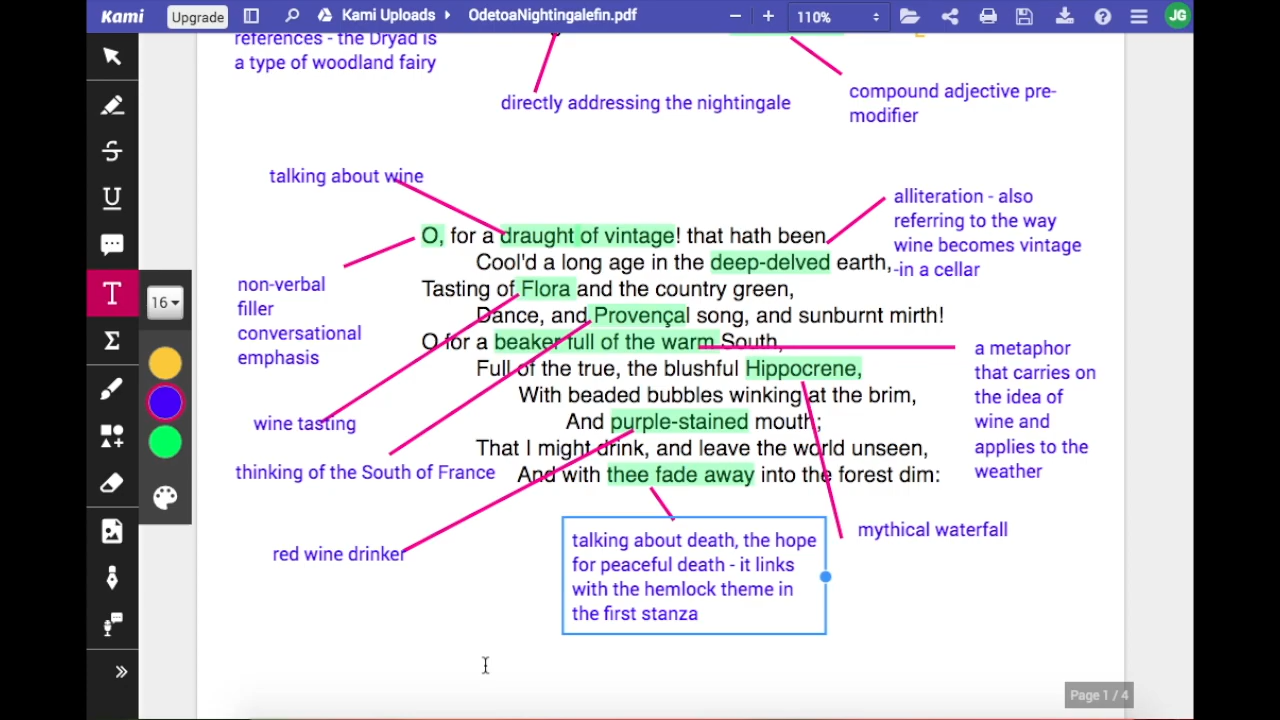 Kami
Upgrade
Kami Uploads
OdetoaNightingalefin.pdf
110%
JG
references - the Dryad is
a type of woodland fairy
directly addressing the nightingale
compound adjective pre-
modifier
talking about wine
alliteration - also
referring to the way
wine becomes vintage
-in a cellar
O, for a draught of vintage! that hath been
Cool'd a long age in the deep-delved earth,
Tasting of Flora and the country green,
Dance, and Provençal song, and sunburnt mirth!
O for a beaker full of the warm South,
Full of the true, the blushful Hippocrene,
With beaded bubbles winking at the brim,
And purple-stained mouth;
That I might drink, and leave the world unseen,
And with thee fade away into the forest dim:
non-verbal
filler
conversational
emphasis
16
a metaphor
that carries on
the idea of
wine and
applies to the
weather
wine tasting
thinking of the South of France
red wine drinker
mythical waterfall
talking about death, the hope
for peaceful death - it links
with the hemlock theme in
the first stanza
Page 1 / 4